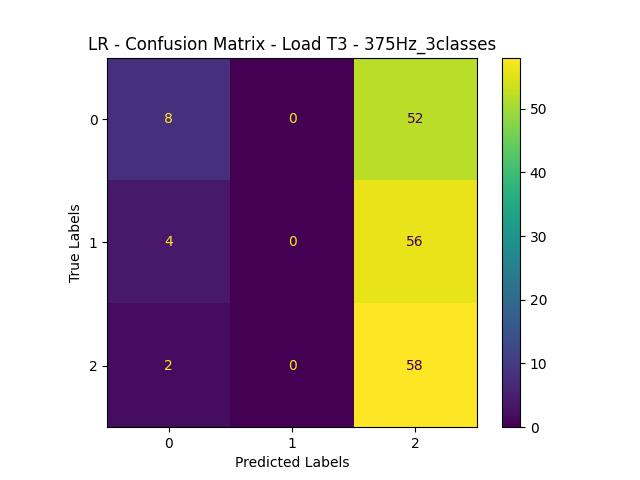 LR - Confusion Matrix - Load T3 - 375Hz_3classes
True Labels
0
1
2
8 0 52
4 0 56
2 0 58
0 1 2
Predicted Labels
50
40
30
20
10
0